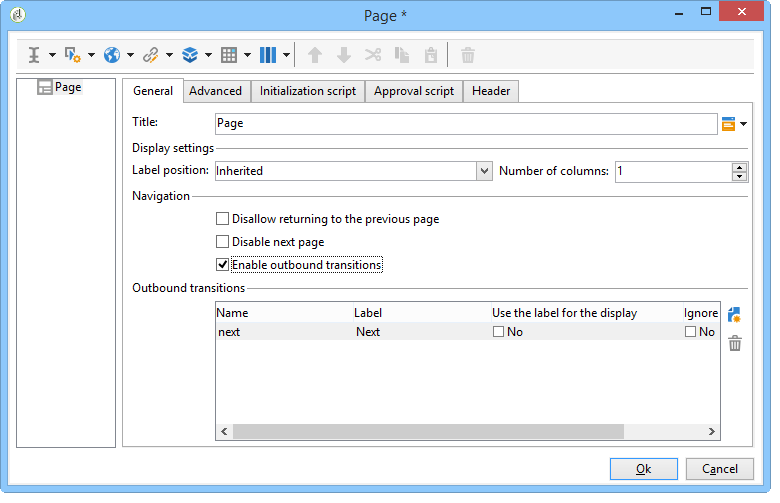 Page *
Page
General Advanced Initialization script Approval script Header
Title: Page
Display settings
Label position: Inherited Number of columns: 1
Navigation
Disallow returning to the previous page
Disable next page
Enable outbound transitions
Outbound transitions
Name Label Use the label for the display Ignore
next Next No No
Ok Cancel